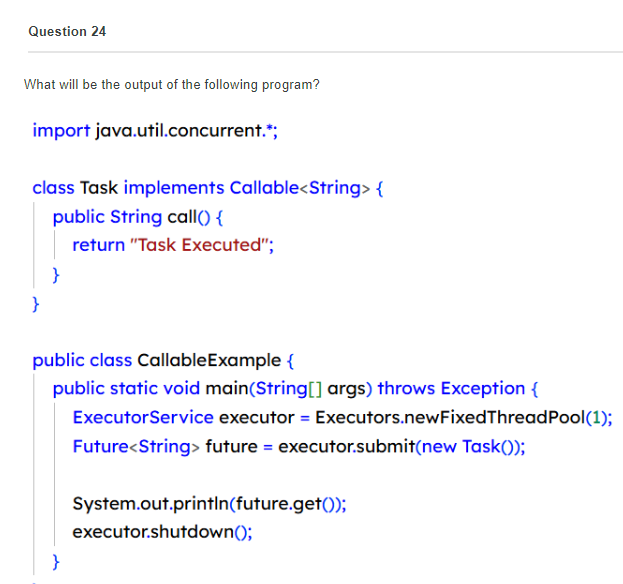 Question 24
What will be the output of the following program?
import java.util.concurrent.*;
class Task implements Callable<String> {
public String call() {
return "Task Executed";
}
}
public class CallableExample {
public static void main(String[] args) throws Exception {
ExecutorService executor = Executors.newFixedThreadPool(1);
Future<String> future = executor.submit(new Task());
System.out.println(future.get());
executor.shutdown();
}